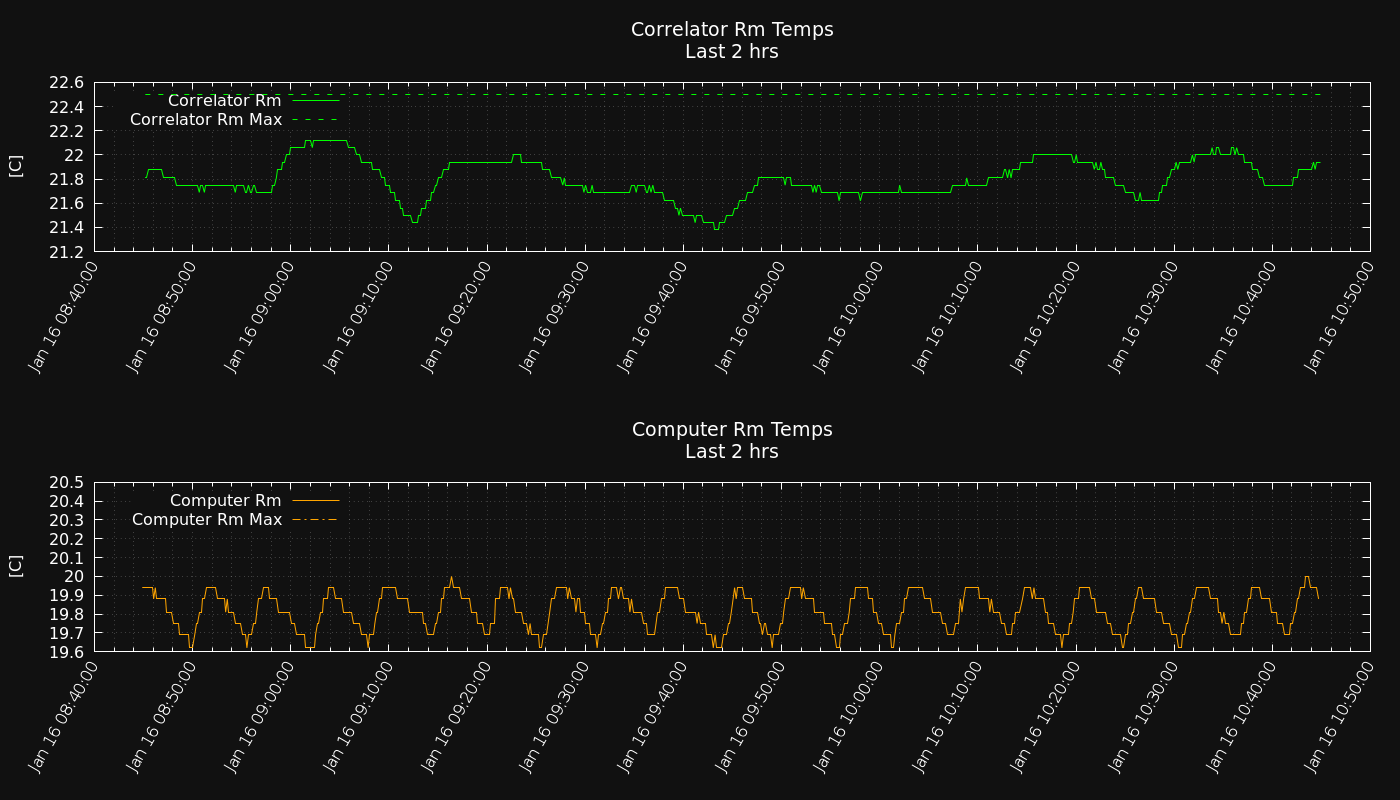 Correlator Rm Temps
Last 2 hrs
22.6
22.4
22.2
22
21.8
21.6
21.4
21.2
[C]
Correlator Rm
Correlator Rm Max
Jan 16 08:40:00
Jan 16 08:50:00
Jan 16 09:00:00
Jan 16 09:10:00
Jan 16 09:20:00
Jan 16 09:30:00
Jan 16 09:40:00
Jan 16 09:50:00
Jan 16 10:00:00
Jan 16 10:10:00
Jan 16 10:20:00
Jan 16 10:30:00
Jan 16 10:40:00
Jan 16 10:50:00
Computer Rm Temps
Last 2 hrs
20.5
20.4
20.3
20.2
20.1
20
19.9
19.8
19.7
19.6
[C]
Computer Rm
Computer Rm Max
Jan 16 08:40:00
Jan 16 08:50:00
Jan 16 09:00:00
Jan 16 09:10:00
Jan 16 09:20:00
Jan 16 09:30:00
Jan 16 09:40:00
Jan 16 09:50:00
Jan 16 10:00:00
Jan 16 10:10:00
Jan 16 10:20:00
Jan 16 10:30:00
Jan 16 10:40:00
Jan 16 10:50:00